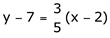 y − 7 = 3/5 (x − 2)